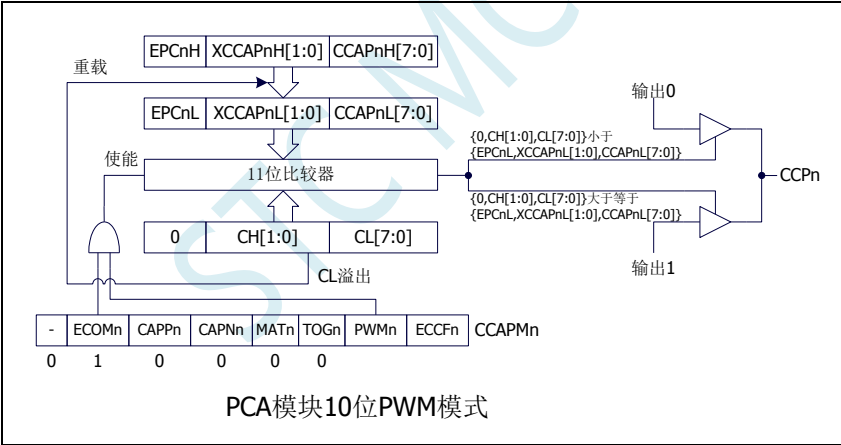 EPCnH XCCAPnH[1:0] CCAPnH[7:0]
重载
EPCnL XCCAPnL[1:0] CCAPnL[7:0]
输出0
使能
11位比较器
{0,CH[1:0],CL[7:0]}小于
{EPCnL,XCCAPnL[1:0],CCAPnL[7:0]}
CCPn
{0,CH[1:0],CL[7:0]}大于等于
{EPCnL,XCCAPnL[1:0],CCAPnL[7:0]}
0 CH[1:0] CL[7:0]
输出1
CL溢出
- ECOMn CAPPn CAPNn MATn TOGn PWMn ECCFn CCAPMn
0 1 0 0 0 0
PCA模块10位PWM模式
STC MC